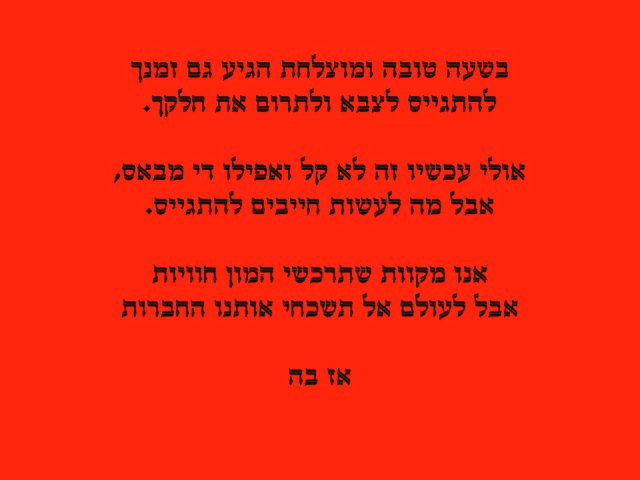 בשעה טובה ומוצלחת הגיע גם זמנך
להתגייס לצבא ולתרום את חלקך.
אולי עכשיו זה לא קל ואפילו די מבאס,
אבל מה לעשות חייבים להתגייס.
אנו מקוות שתרכשי המון חוויות
אבל לעולם אל תשכחי אותנו החברות
אז בה